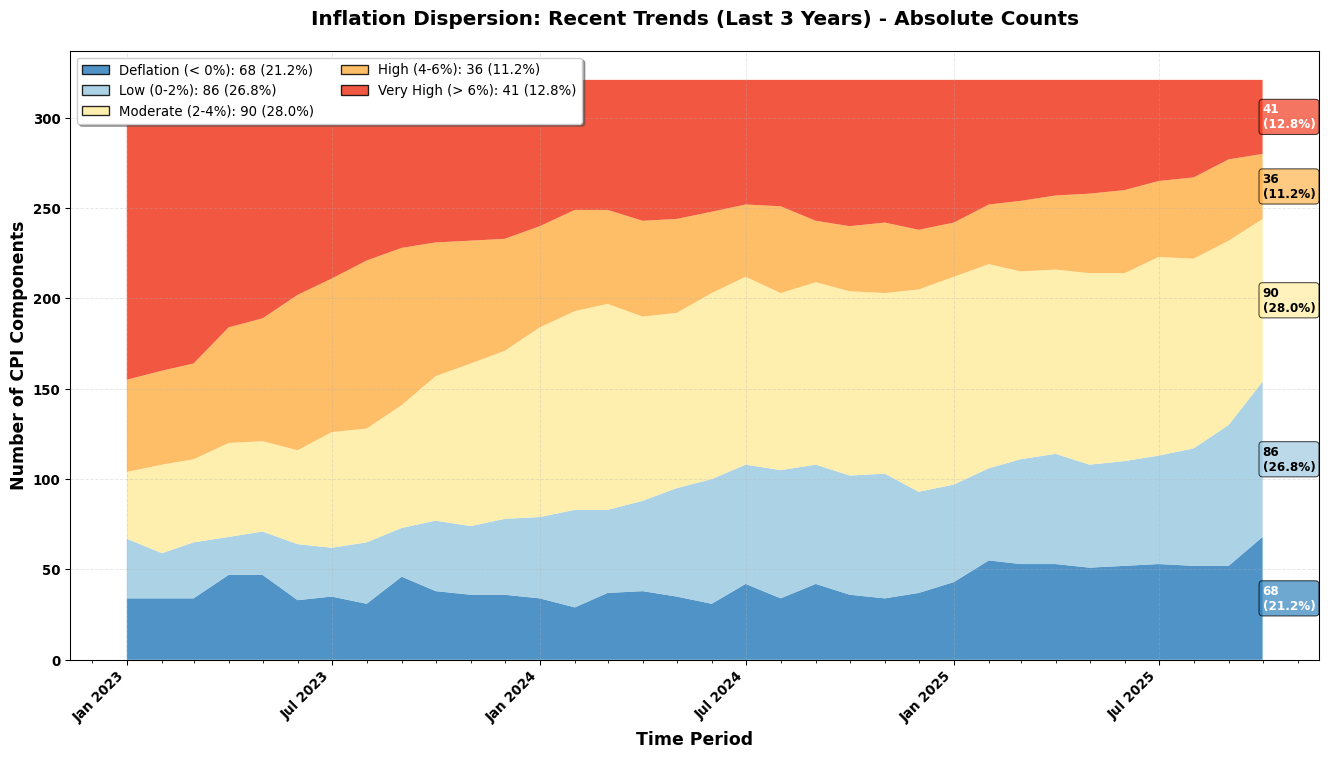 Inflation Dispersion: Recent Trends (Last 3 Years) - Absolute Counts
Deflation (< 0%): 68 (21.2%)
Low (0-2%): 86 (26.8%)
Moderate (2-4%): 90 (28.0%)
High (4-6%): 36 (11.2%)
Very High (> 6%): 41 (12.8%)
Number of CPI Components
300
250
200
150
100
50
0
41
(12.8%)
36
(11.2%)
90
(28.0%)
86
(26.8%)
68
(21.2%)
Jan 2023
Jul 2023
Jan 2024
Jul 2024
Jan 2025
Jul 2025
Time Period